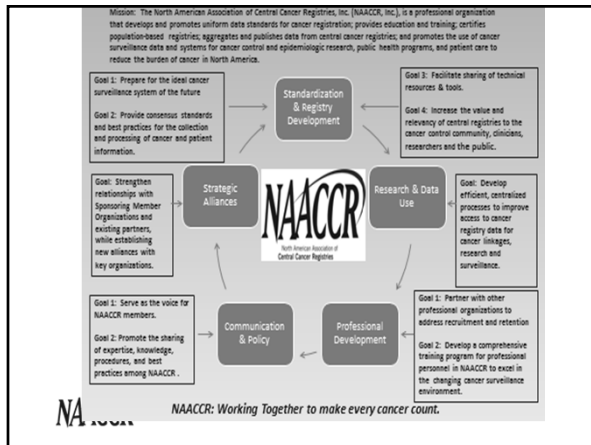 Mission: The North American Association of Central Cancer Registries, Inc. (NAACCR, Inc.), is a professional organization
that develops and promotes uniform data standards for cancer registration; provides education and training; certifies
population-based registries; aggregates and publishes data from central cancer registries; and promotes the use of cancer
surveillance data and systems for cancer control and epidemiologic research, public health programs, and patient care to
reduce the burden of cancer in North America.
Goal 1: Prepare for the ideal cancer
surveillance system of the future
Goal 2: Provide consensus standards
and best practices for the collection
and processing of cancer and patient
information.
Standardization
& Registry
Development
Goal 3: Facilitate sharing of technical
resources & tools.
Goal 4: Increase the value and
relevancy of central registries to the
cancer control community, clinicians,
researchers and the public.
Goal: Strengthen
relationships with
Sponsoring Member
Organizations and
existing partners,
while establishing
new alliances with
key organizations.
Strategic
Alliances
NAACCR
North American Association of
Central Cancer Registries
Research & Data
Use
Goal: Develop
efficient, centralized
processes to improve
access to cancer
registry data for
cancer linkages,
research and
surveillance.
Goal 1: Serve as the voice for
NAACCR members.
Goal 2: Promote the sharing
of expertise, knowledge,
procedures, and best
practices among NAACCR .
Communication
& Policy
Professional
Development
Goal 1: Partner with other
professional organizations to
address recruitment and retention
Goal 2: Develop a comprehensive
training program for professional
personnel in NAACCR to excel in
the changing cancer surveillance
environment.
NAACCR: Working Together to make every cancer count.
NAACCR